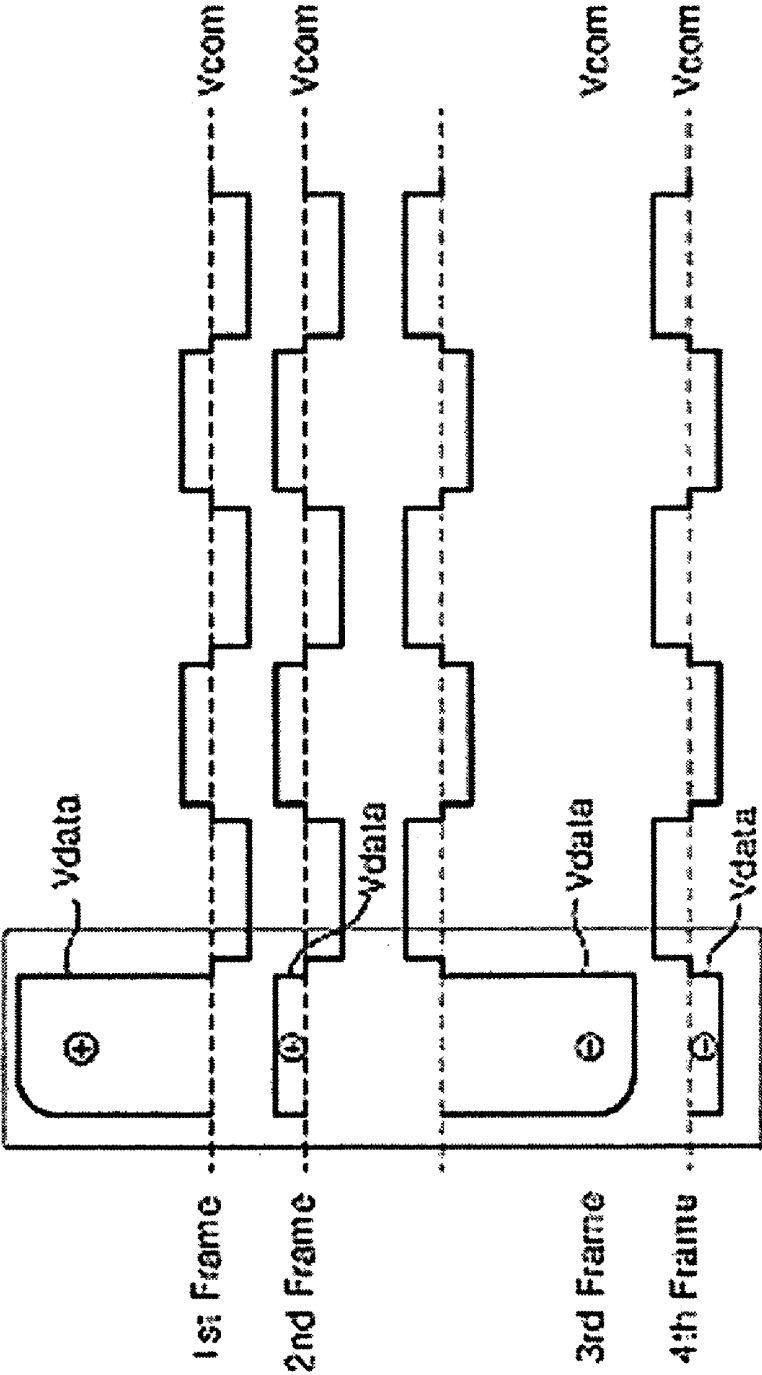 1st Frame
Vdata
⊕
Vcom
2nd Frame
Vdata
⊕
Vcom
3rd Frame
Vdata
⊖
Vcom
4th Frame
Vdata
⊖
Vcom